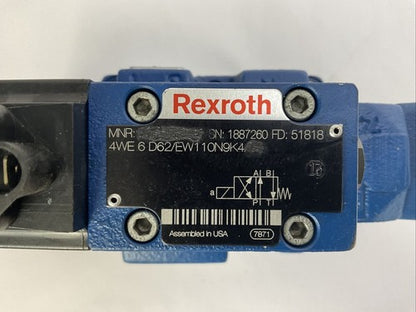 Rexroth
MNR: SN: 1887260 FD: 51818
4WE 6 D62/EW110N9K4
A B
a
P T
Assembled in USA 7871